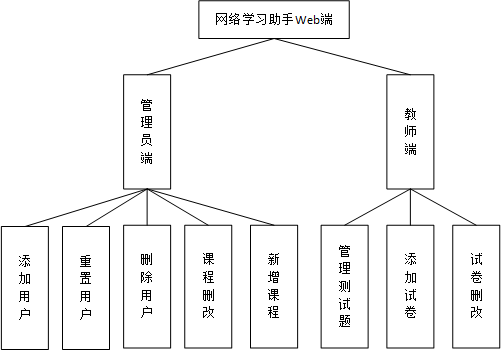 网络学习助手Web端
管理员端
教师端
添加用户
重置用户
删除用户
课程删改
新增课程
管理测试题
添加试卷
试卷删改